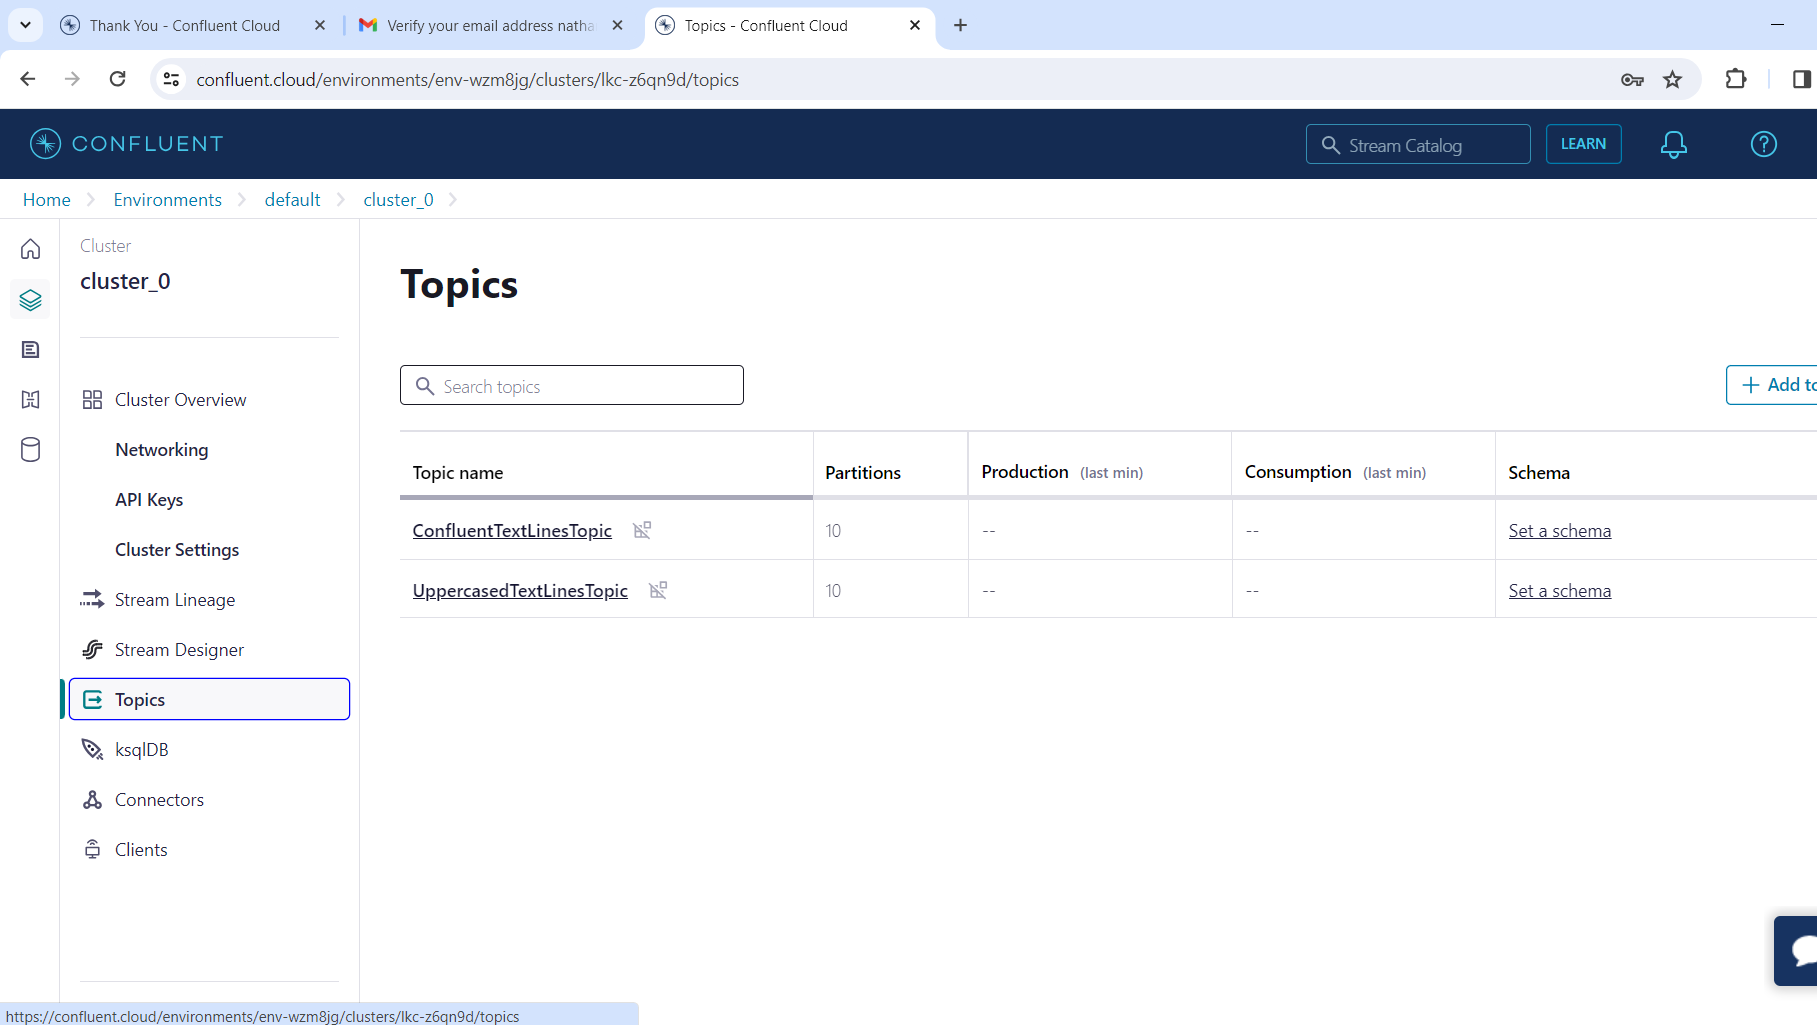 Thank You - Confluent Cloud
Verify your email address natha
Topics - Confluent Cloud
confluent.cloud/environments/env-wzm8jg/clusters/lkc-z6qn9d/topics
CONFLUENT
Stream Catalog
LEARN
Home
Environments
default
cluster_0
Cluster
cluster_0
Cluster Overview
Networking
API Keys
Cluster Settings
Stream Lineage
Stream Designer
Topics
ksqlDB
Connectors
Clients
Topics
Search topics
+ Add to
Topic name Partitions Production (last min) Consumption (last min) Schema
ConfluentTextLinesTopic 10 -- -- Set a schema
UppercasedTextLinesTopic 10 -- -- Set a schema
https://confluent.cloud/environments/env-wzm8jg/clusters/lkc-z6qn9d/topics